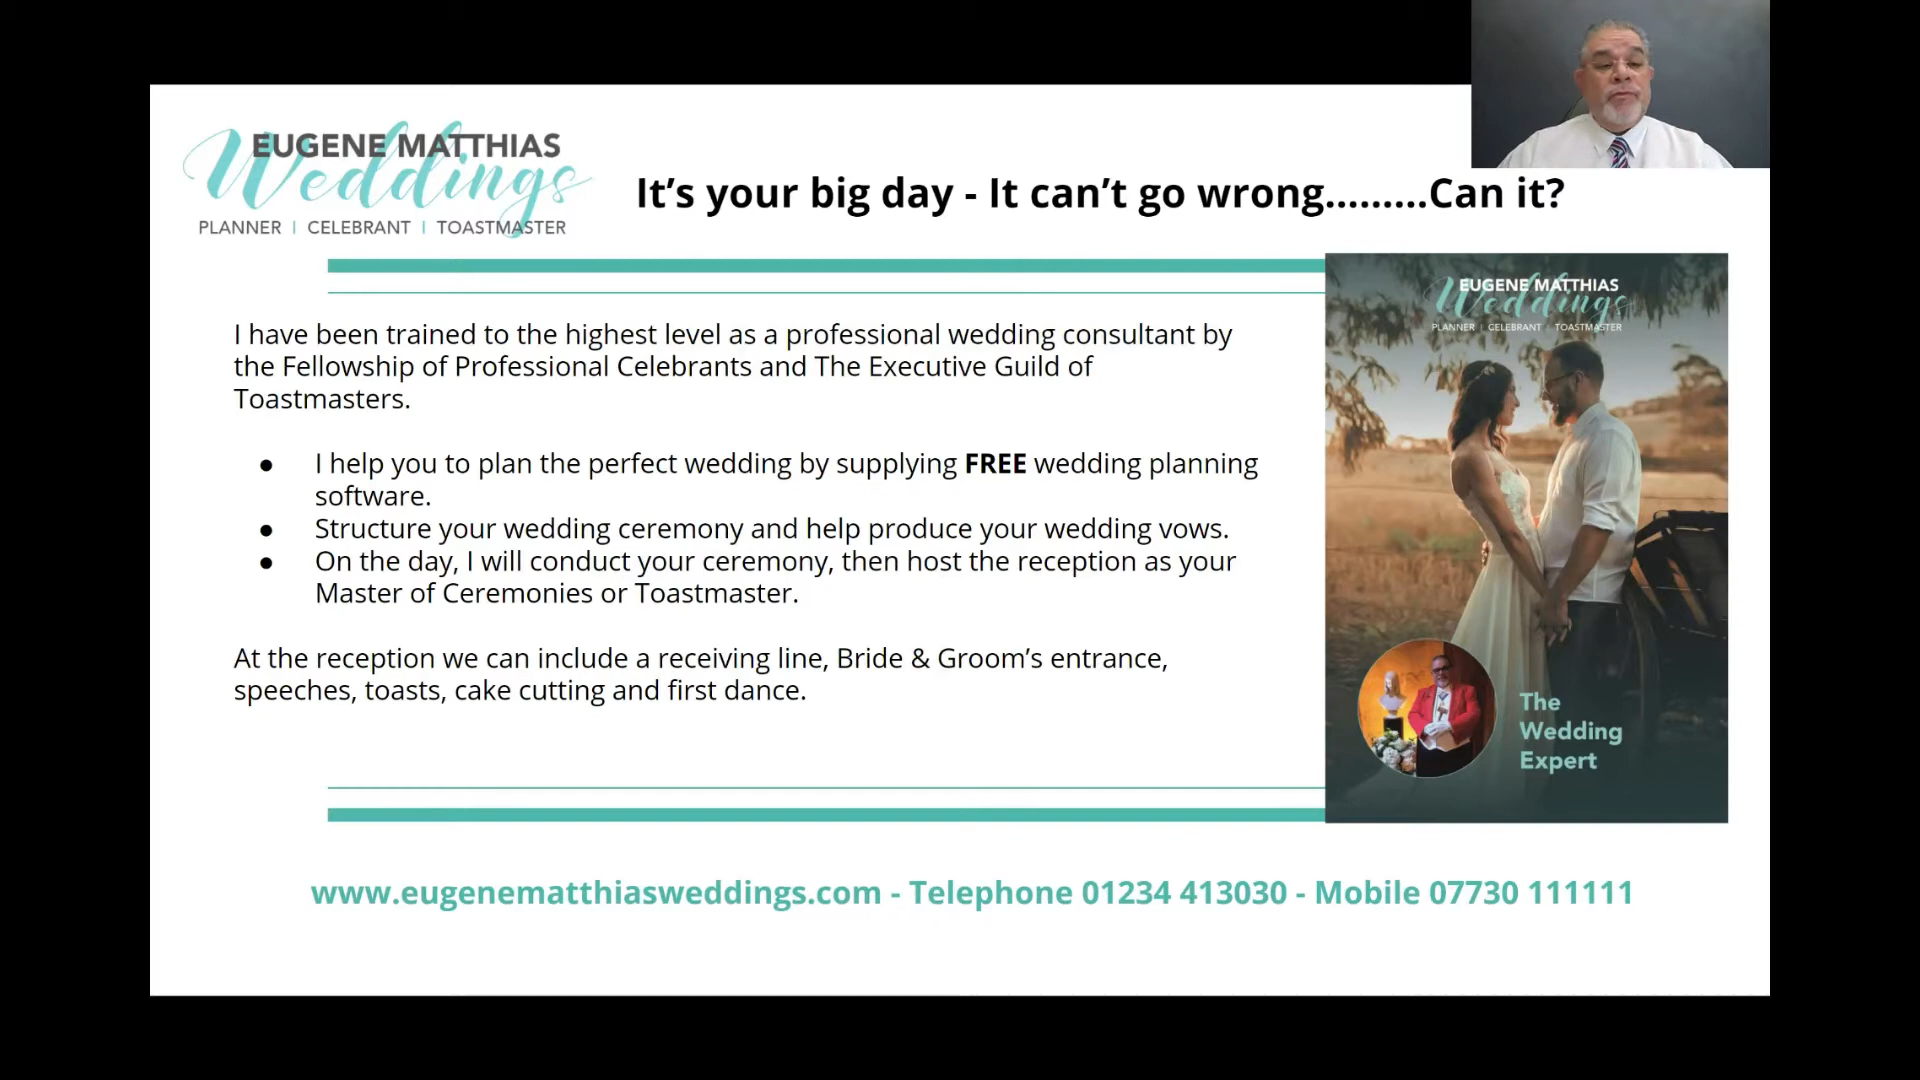 EUGENE MATTHIAS
Weddings
PLANNER | CELEBRANT | TOASTMASTER
It’s your big day - It can’t go wrong.........Can it?
I have been trained to the highest level as a professional wedding consultant by
the Fellowship of Professional Celebrants and The Executive Guild of
Toastmasters.
● I help you to plan the perfect wedding by supplying FREE wedding planning
software.
● Structure your wedding ceremony and help produce your wedding vows.
● On the day, I will conduct your ceremony, then host the reception as your
Master of Ceremonies or Toastmaster.
At the reception we can include a receiving line, Bride & Groom’s entrance,
speeches, toasts, cake cutting and first dance.
EUGENE MATTHIAS
Weddings
PLANNER | CELEBRANT | TOASTMASTER
The
Wedding
Expert
www.eugenematthiasweddings.com - Telephone 01234 413030 - Mobile 07730 111111